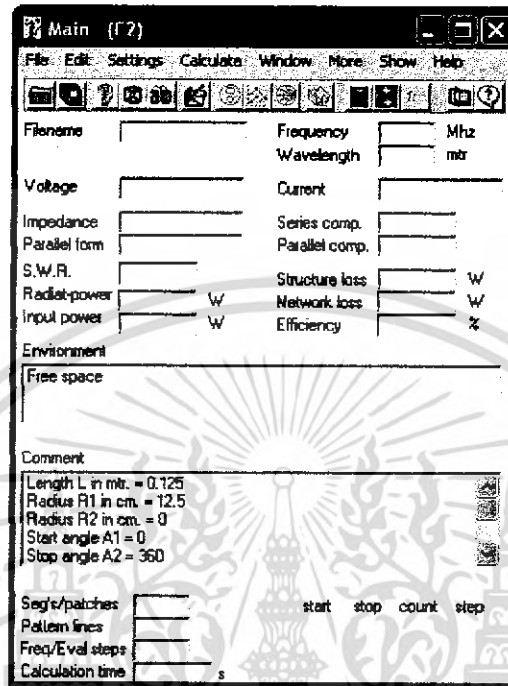 Main (F2)
File Edit Settings Calculate Window More Show Help
Filename Frequency Mhz
Wavelength mtr
Voltage Current
Impedance Series comp.
Parallel form Parallel comp.
S.W.R. Structure loss W
Radiat-power W Network loss W
Input power W Efficiency %
Environment
Free space
Comment
Length L in mtr. = 0.125
Radius R1 in cm. = 12.5
Radius R2 in cm. = 0
Start angle A1 = 0
Stop angle A2 = 360
Seg's/patches start stop count step
Pattern lines
Freq/Eval steps
Calculation time s